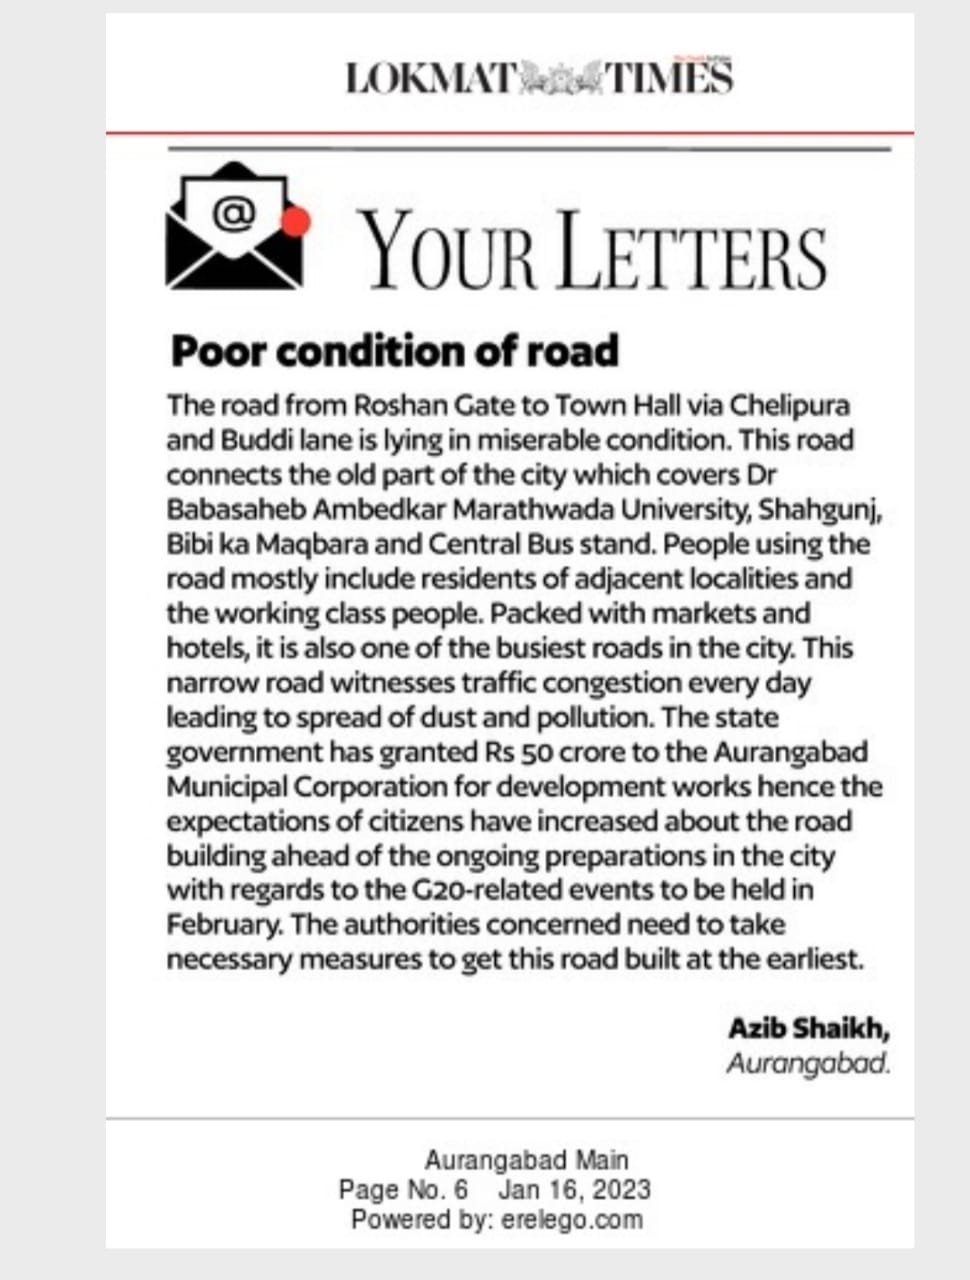 LOKMAT TIMES
@
YOUR LETTERS
Poor condition of road
The road from Roshan Gate to Town Hall via Chelipura
and Buddi lane is lying in miserable condition. This road
connects the old part of the city which covers Dr
Babasaheb Ambedkar Marathwada University, Shahgunj,
Bibi ka Maqbara and Central Bus stand. People using the
road mostly include residents of adjacent localities and
the working class people. Packed with markets and
hotels, it is also one of the busiest roads in the city. This
narrow road witnesses traffic congestion every day
leading to spread of dust and pollution. The state
government has granted Rs 50 crore to the Aurangabad
Municipal Corporation for development works hence the
expectations of citizens have increased about the road
building ahead of the ongoing preparations in the city
with regards to the G20-related events to be held in
February. The authorities concerned need to take
necessary measures to get this road built at the earliest.
Azib Shaikh,
Aurangabad.
Aurangabad Main
Page No. 6 Jan 16, 2023
Powered by: erelego.com